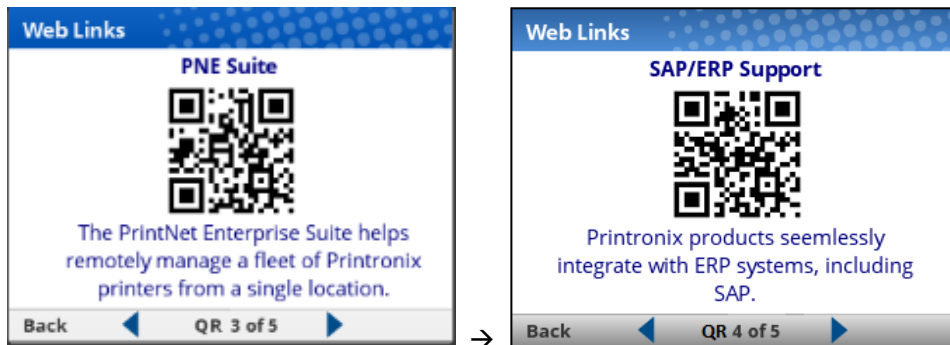 Web Links
PNE Suite
The PrintNet Enterprise Suite helps
remotely manage a fleet of Printronix
printers from a single location.
Back QR 3 of 5
→
Web Links
SAP/ERP Support
Printronix products seemlessly
integrate with ERP systems, including
SAP.
Back QR 4 of 5